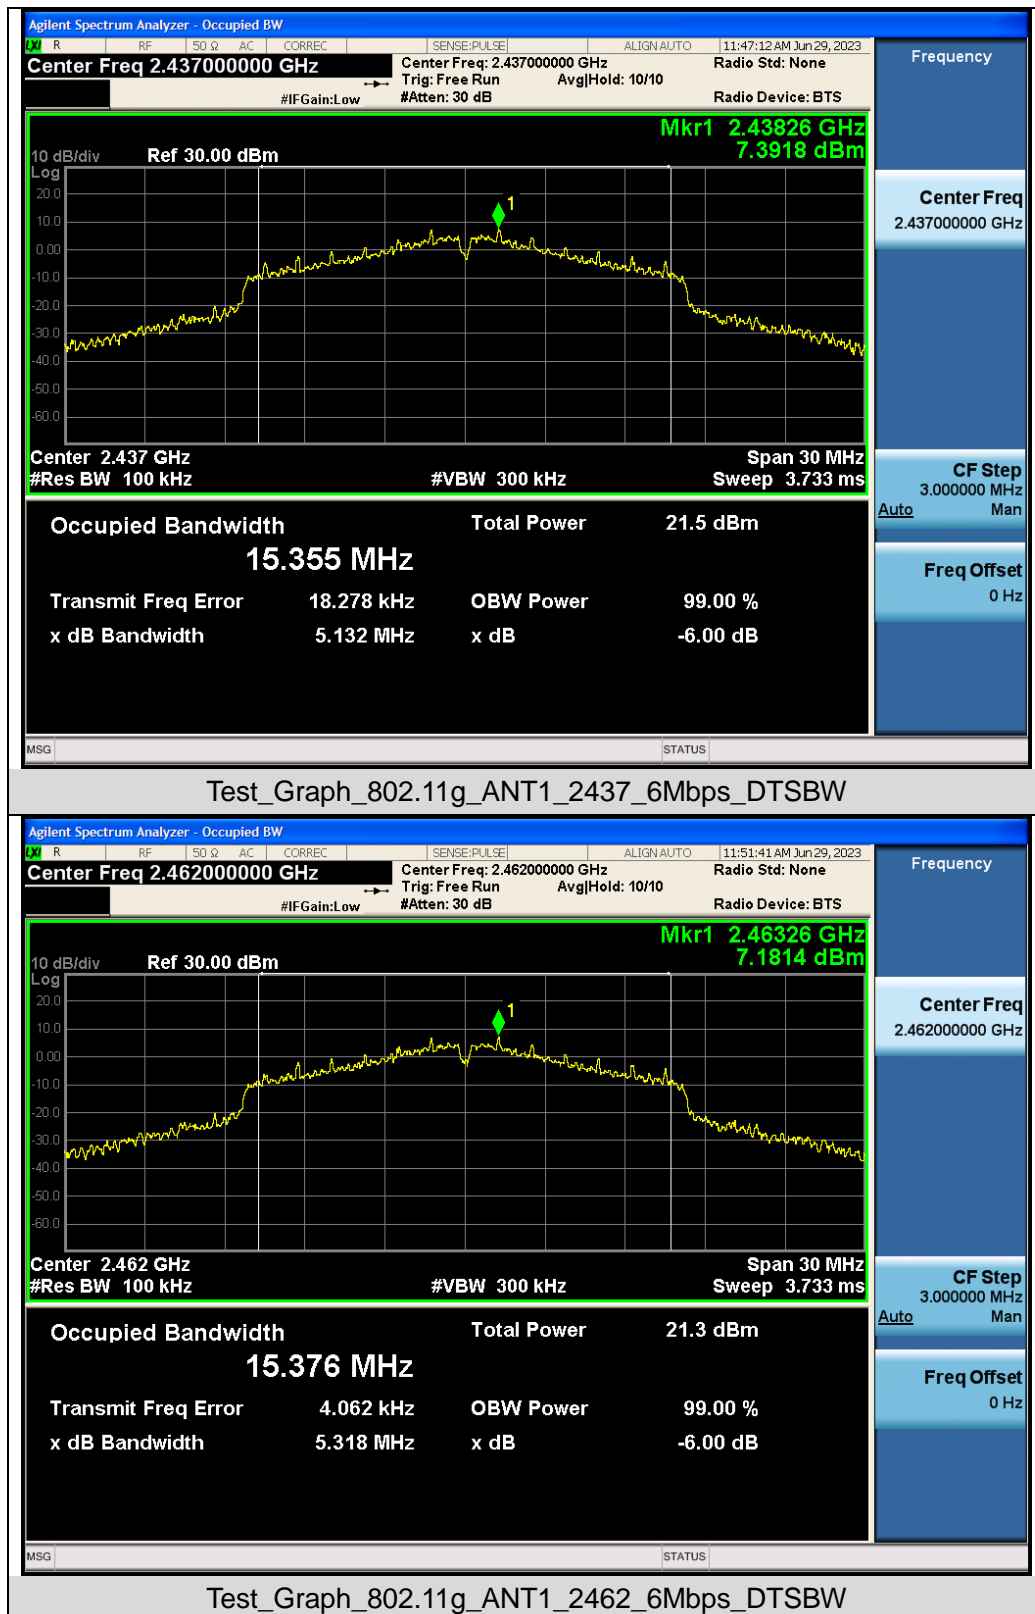 Agilent Spectrum Analyzer - Occupied BW
LXI R RF 50 Ω AC CORREC SENSE:PULSE ALIGN AUTO 11:47:12 AM Jun 29, 2023
Center Freq 2.437000000 GHz
Center Freq: 2.437000000 GHz Radio Std: None
Trig: Free Run Avg|Hold: 10/10
#IFGain:Low #Atten: 30 dB Radio Device: BTS
Frequency
Mkr1 2.43826 GHz
7.3918 dBm
10 dB/div Ref 30.00 dBm
Log
20.0
10.0
0.00
-10.0
-20.0
-30.0
-40.0
-50.0
-60.0
1
Center 2.437 GHz Span 30 MHz
#Res BW 100 kHz #VBW 300 kHz Sweep 3.733 ms
Center Freq
2.437000000 GHz
CF Step
3.000000 MHz
Auto Man
Freq Offset
0 Hz
Occupied Bandwidth Total Power 21.5 dBm
15.355 MHz
Transmit Freq Error 18.278 kHz OBW Power 99.00 %
x dB Bandwidth 5.132 MHz x dB -6.00 dB
MSG STATUS
Test_Graph_802.11g_ANT1_2437_6Mbps_DTSBW
Agilent Spectrum Analyzer - Occupied BW
LXI R RF 50 Ω AC CORREC SENSE:PULSE ALIGN AUTO 11:51:41 AM Jun 29, 2023
Center Freq 2.462000000 GHz
Center Freq: 2.462000000 GHz Radio Std: None
Trig: Free Run Avg|Hold: 10/10
#IFGain:Low #Atten: 30 dB Radio Device: BTS
Frequency
Mkr1 2.46326 GHz
7.1814 dBm
10 dB/div Ref 30.00 dBm
Log
20.0
10.0
0.00
-10.0
-20.0
-30.0
-40.0
-50.0
-60.0
1
Center 2.462 GHz Span 30 MHz
#Res BW 100 kHz #VBW 300 kHz Sweep 3.733 ms
Center Freq
2.462000000 GHz
CF Step
3.000000 MHz
Auto Man
Freq Offset
0 Hz
Occupied Bandwidth Total Power 21.3 dBm
15.376 MHz
Transmit Freq Error 4.062 kHz OBW Power 99.00 %
x dB Bandwidth 5.318 MHz x dB -6.00 dB
MSG STATUS
Test_Graph_802.11g_ANT1_2462_6Mbps_DTSBW